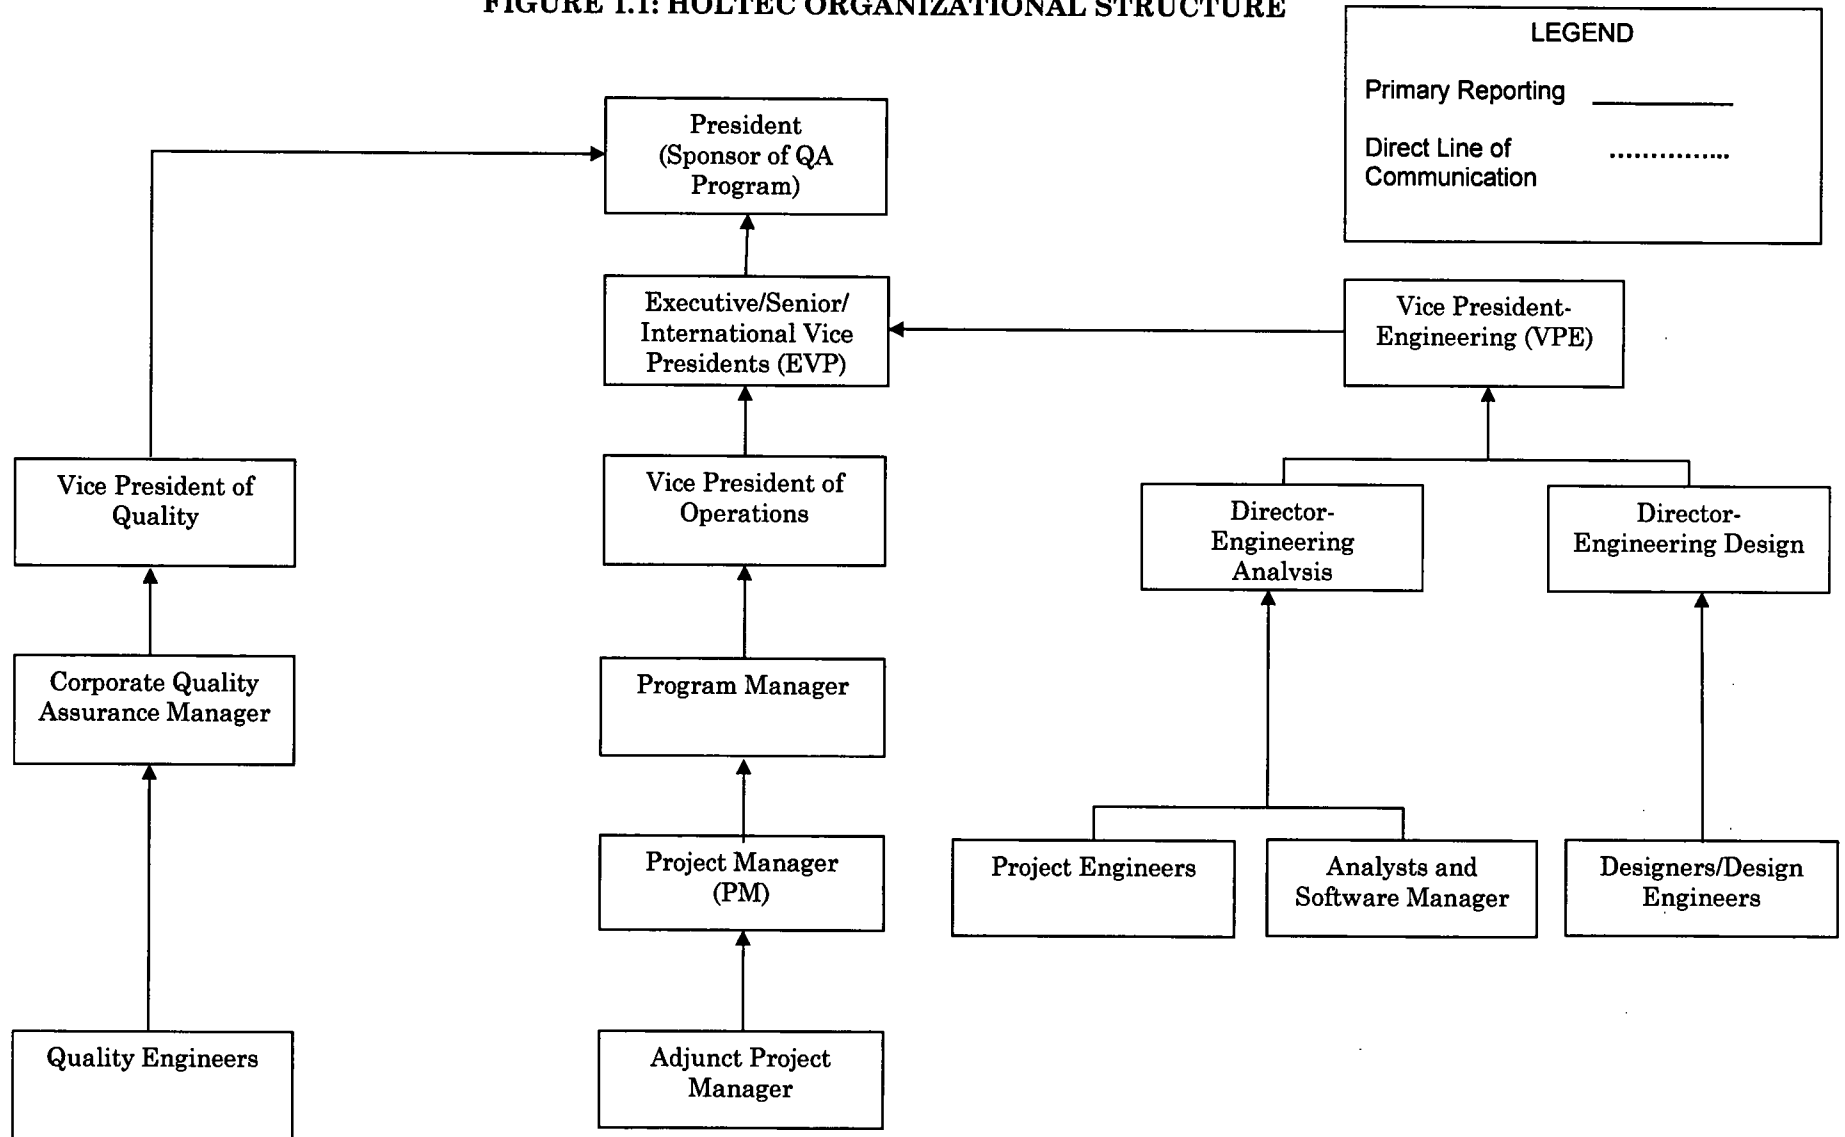 FIGURE 1.1: HOLTEC ORGANIZATIONAL STRUCTURE
LEGEND
Primary Reporting
Direct Line of
Communication
President
(Sponsor of QA
Program)
Executive/Senior/
International Vice
Presidents (EVP)
Vice President-
Engineering (VPE)
Vice President of
Quality
Vice President of
Operations
Director-
Engineering
Analysis
Director-
Engineering Design
Corporate Quality
Assurance Manager
Program Manager
Project Manager
(PM)
Project Engineers
Analysts and
Software Manager
Designers/Design
Engineers
Quality Engineers
Adjunct Project
Manager